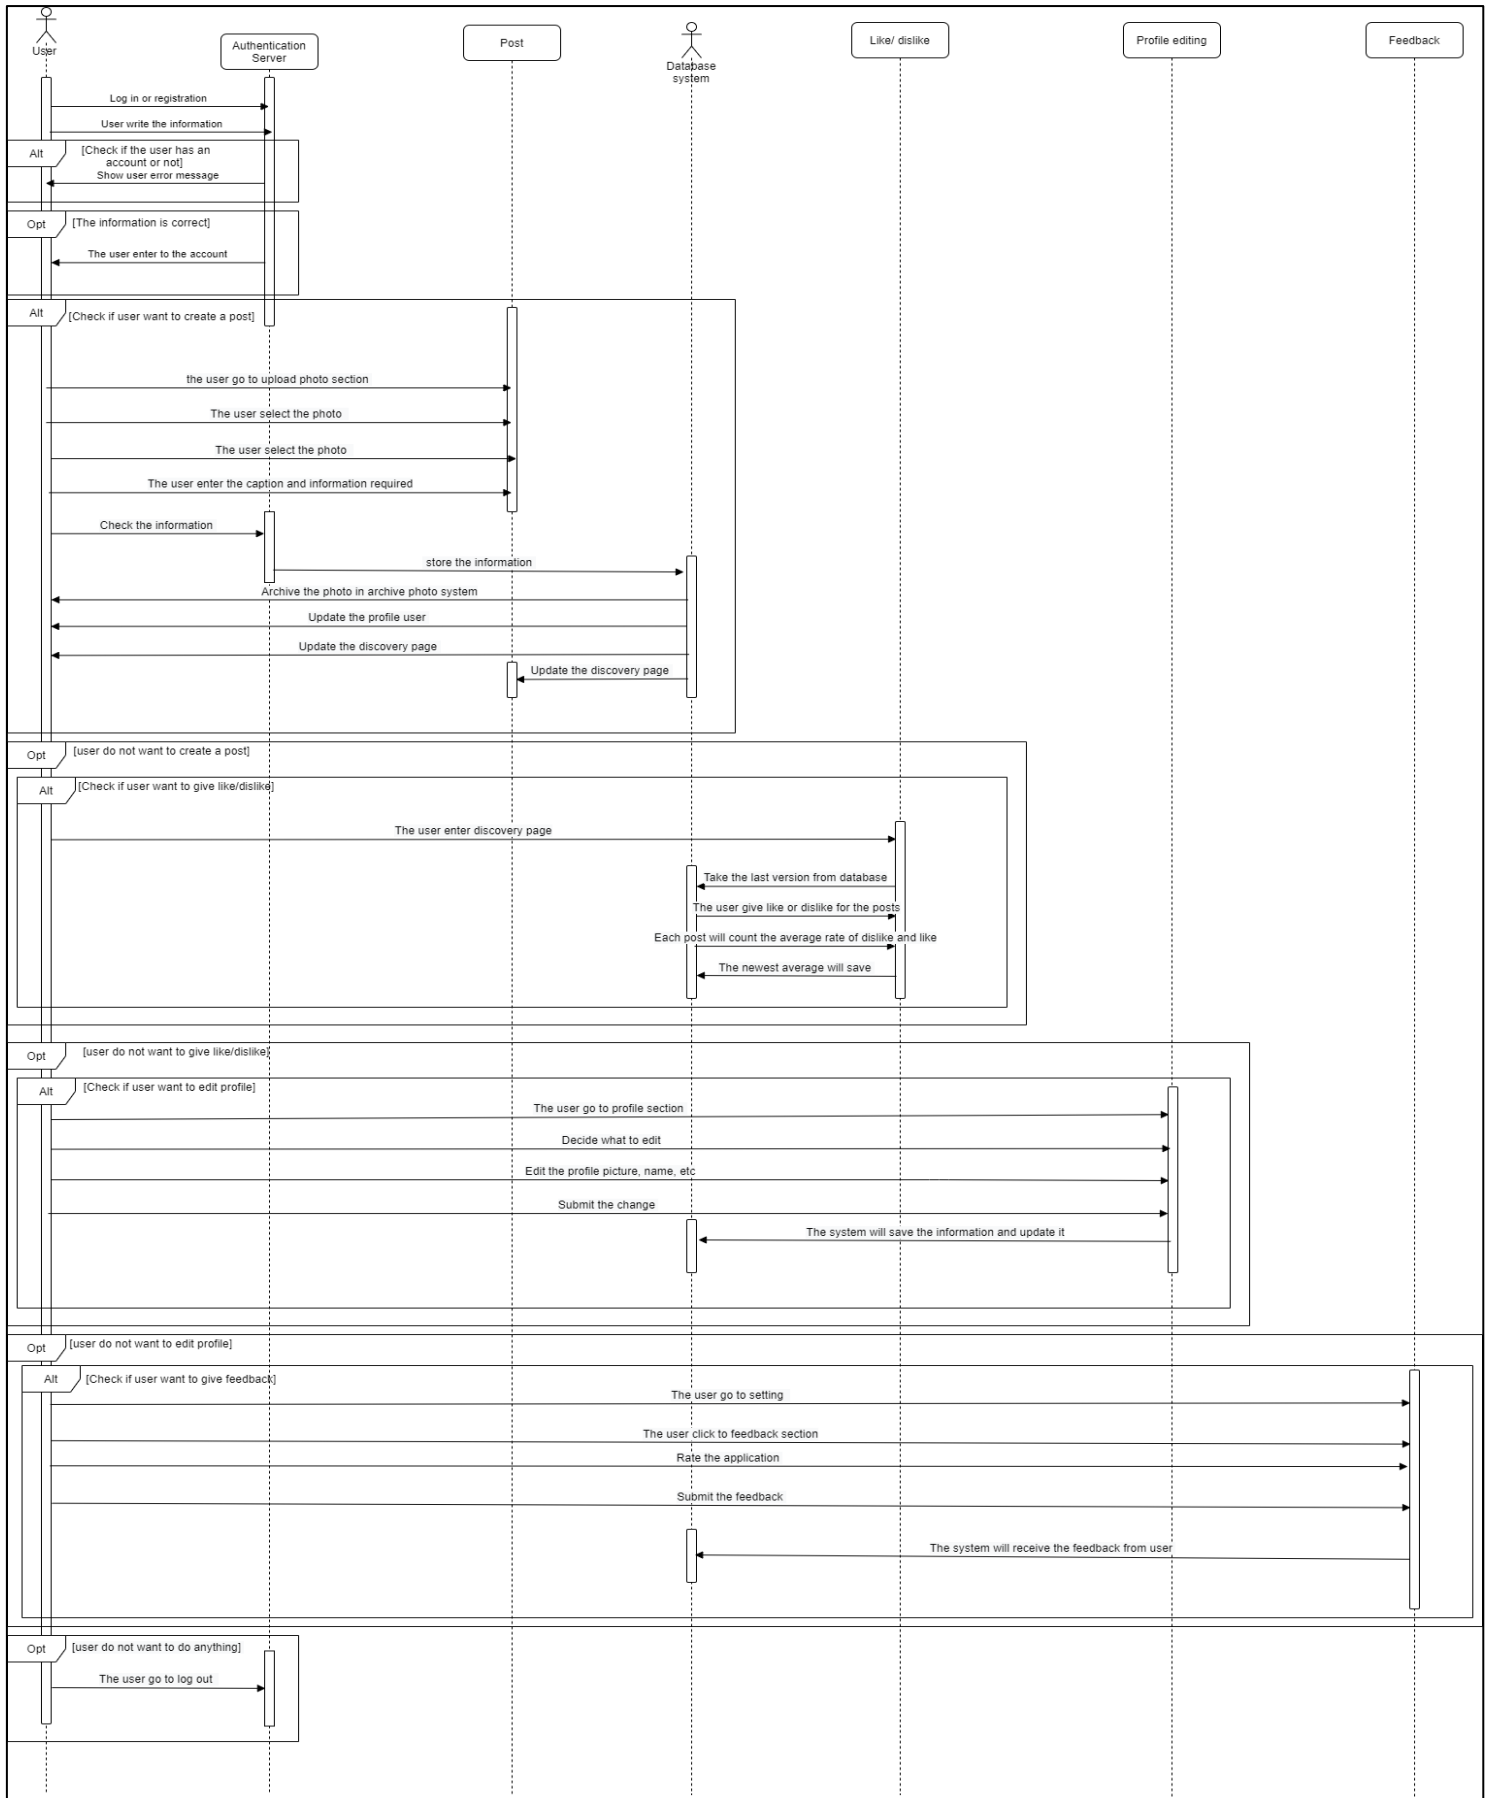 User
Authentication
Server
Post
Database
system
Like/ dislike
Profile editing
Feedback
Log in or registration
User write the information
Alt
[Check if the user has an
account or not]
Show user error message
Opt
[The information is correct]
The user enter to the account
Alt
[Check if user want to create a post]
the user go to upload photo section
The user select the photo
The user select the photo
The user enter the caption and information required
Check the information
store the information
Archive the photo in archive photo system
Update the profile user
Update the discovery page
Update the discovery page
Opt
[user do not want to create a post]
Alt
[Check if user want to give like/dislike]
The user enter discovery page
Take the last version from database
The user give like or dislike for the posts
Each post will count the average rate of dislike and like
The newest average will save
Opt
[user do not want to give like/dislike]
Alt
[Check if user want to edit profile]
The user go to profile section
Decide what to edit
Edit the profile picture, name, etc
Submit the change
The system will save the information and update it
Opt
[user do not want to edit profile]
Alt
[Check if user want to give feedback]
The user go to setting
The user click to feedback section
Rate the application
Submit the feedback
The system will receive the feedback from user
Opt
[user do not want to do anything]
The user go to log out